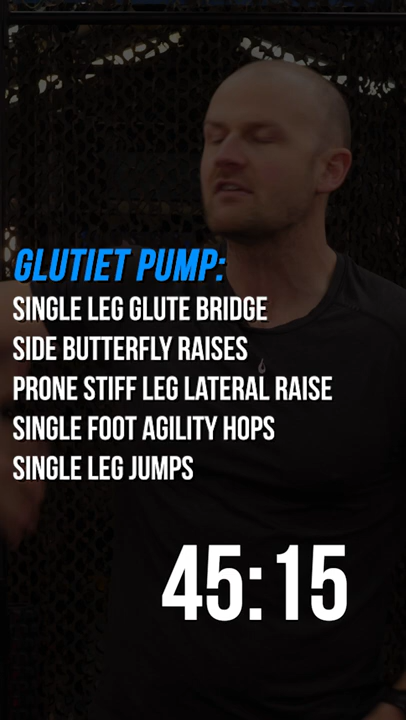 GLUTIET PUMP:
SINGLE LEG GLUTE BRIDGE
SIDE BUTTERFLY RAISES
PRONE STIFF LEG LATERAL RAISE
SINGLE FOOT AGILITY HOPS
SINGLE LEG JUMPS
45:15